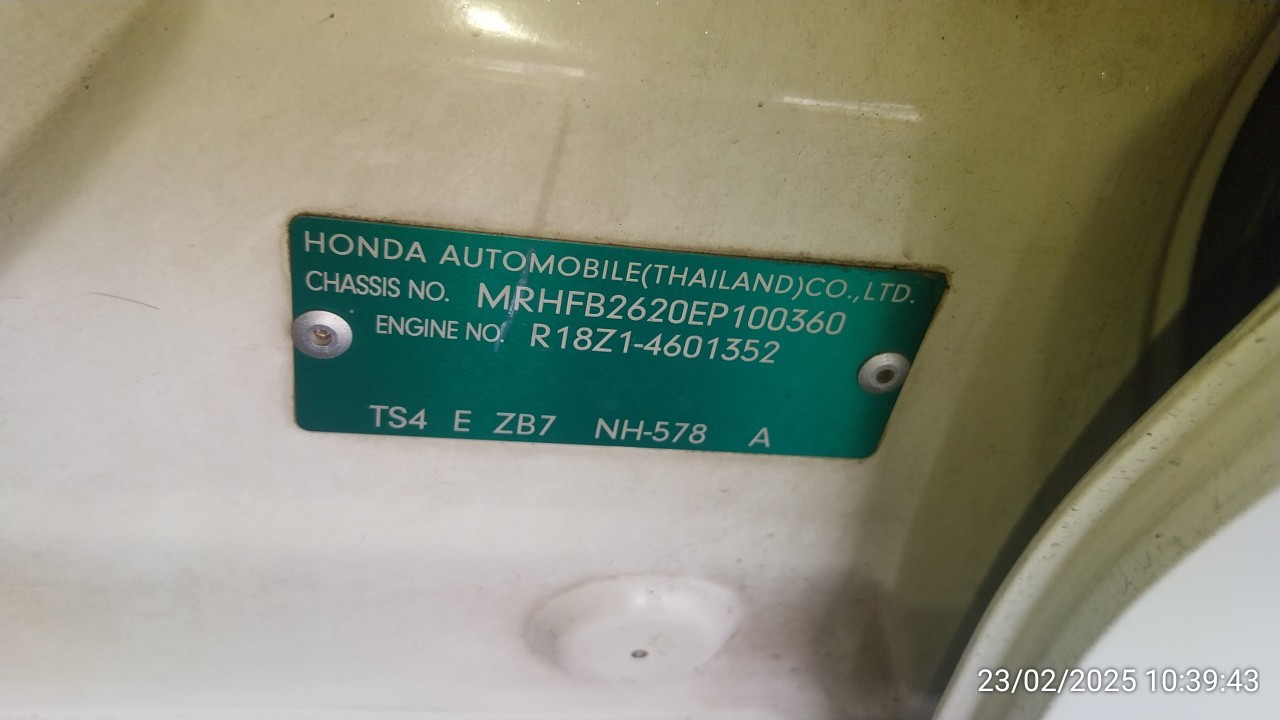 HONDA AUTOMOBILE(THAILAND)CO.,LTD.
CHASSIS NO. MRHFB2620EP100360
ENGINE NO. R18Z1-4601352
TS4 E ZB7 NH-578 A
23/02/2025 10:39:43